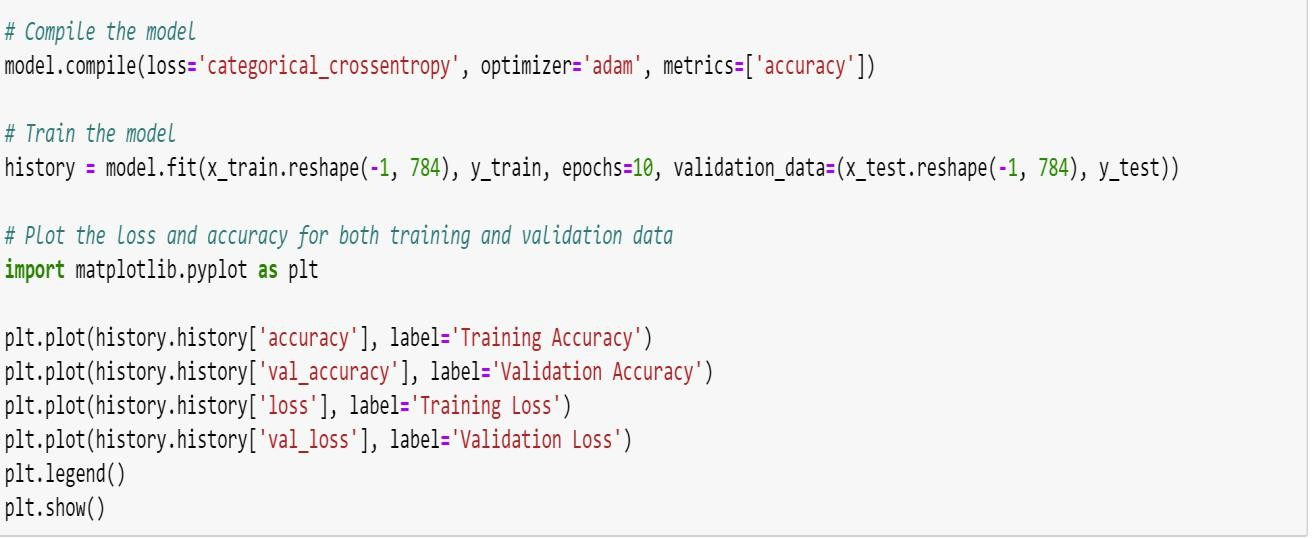 # Compile the model
model.compile(loss='categorical_crossentropy', optimizer='adam', metrics=['accuracy'])
# Train the model
history = model.fit(x_train.reshape(-1, 784), y_train, epochs=10, validation_data=(x_test.reshape(-1, 784), y_test))
# Plot the loss and accuracy for both training and validation data
import matplotlib.pyplot as plt
plt.plot(history.history['accuracy'], label='Training Accuracy')
plt.plot(history.history['val_accuracy'], label='Validation Accuracy')
plt.plot(history.history['loss'], label='Training Loss')
plt.plot(history.history['val_loss'], label='Validation Loss')
plt.legend()
plt.show()